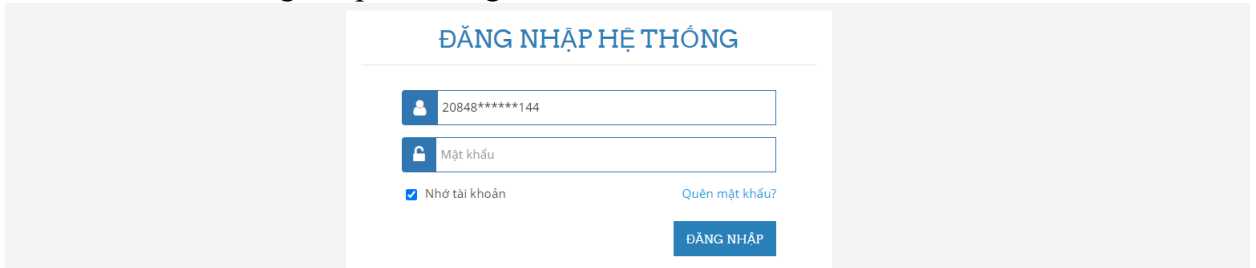 ĐĂNG NHẬP HỆ THỐNG
20848******144
Mật khẩu
Nhớ tài khoản Quên mật khẩu?
ĐĂNG NHẬP